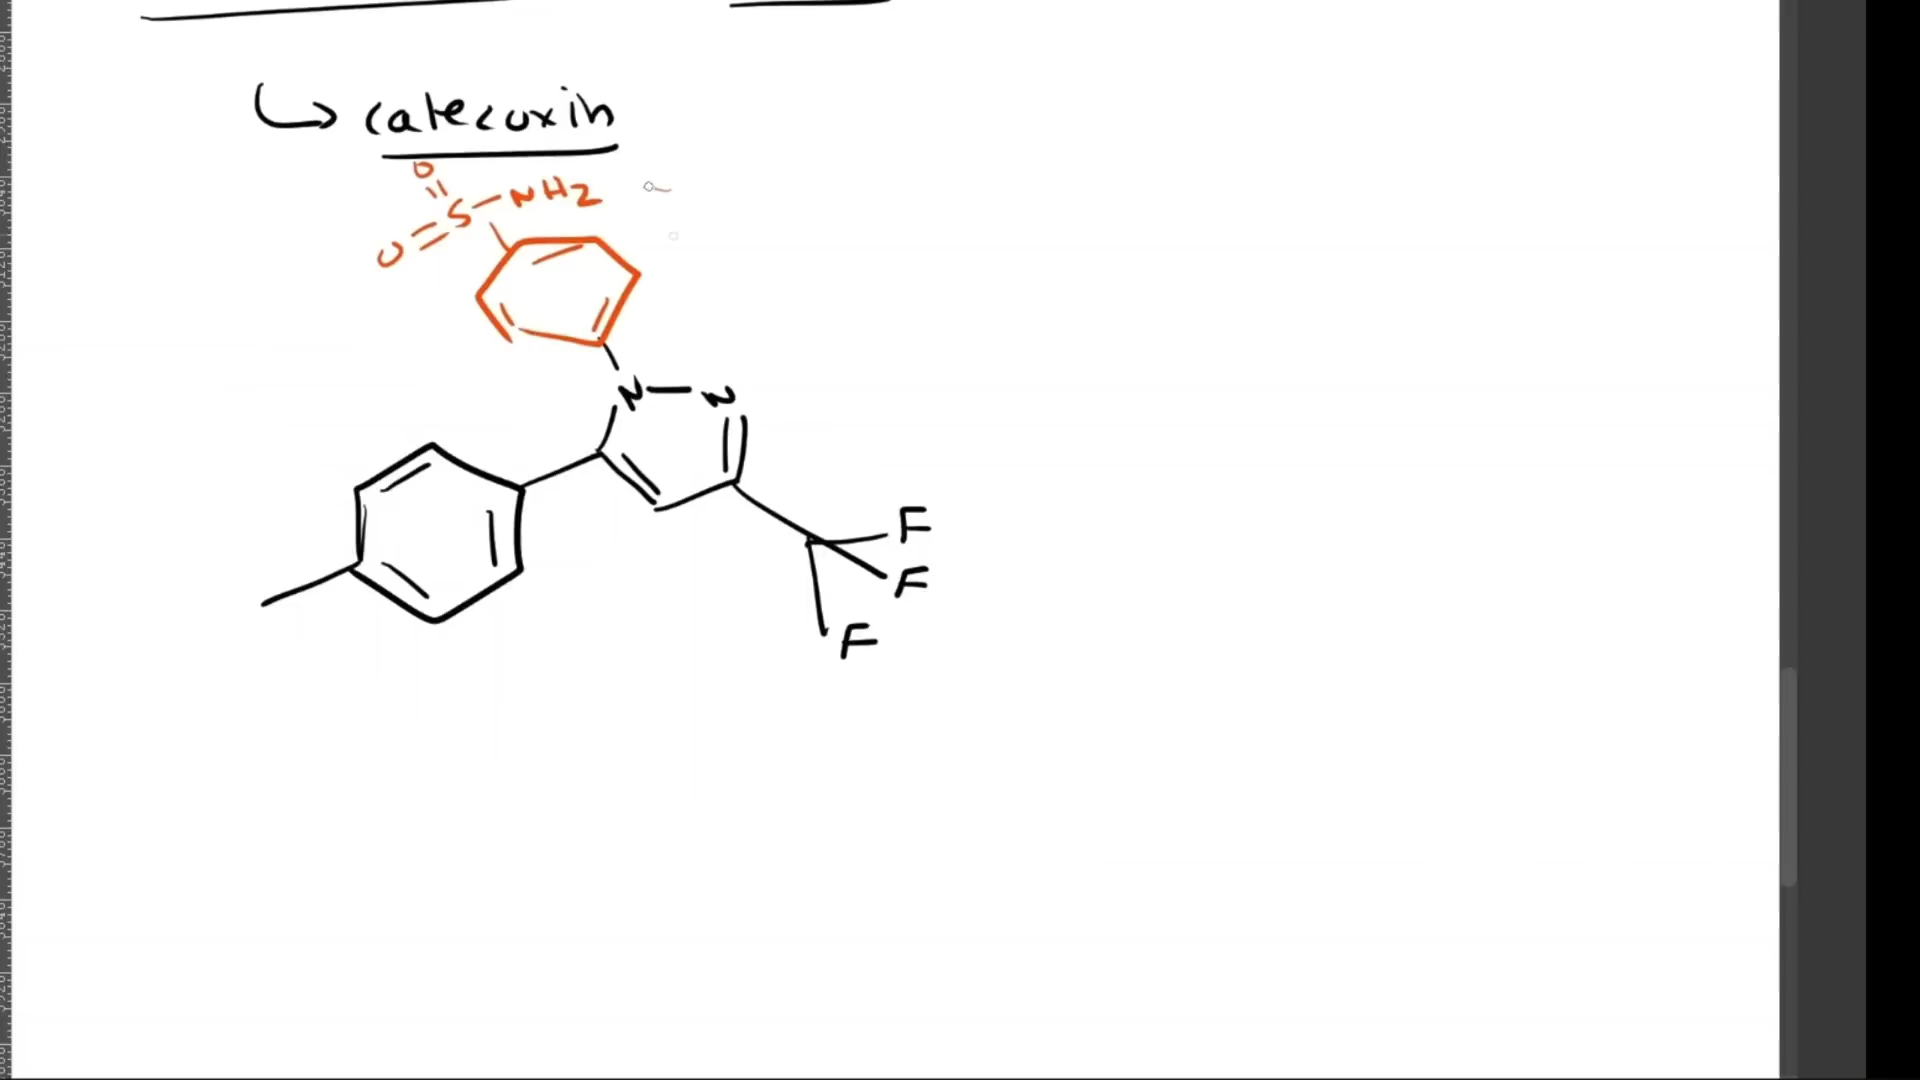 ↳ catecoxin
O
S-NH2
O
N-N
F
F
F